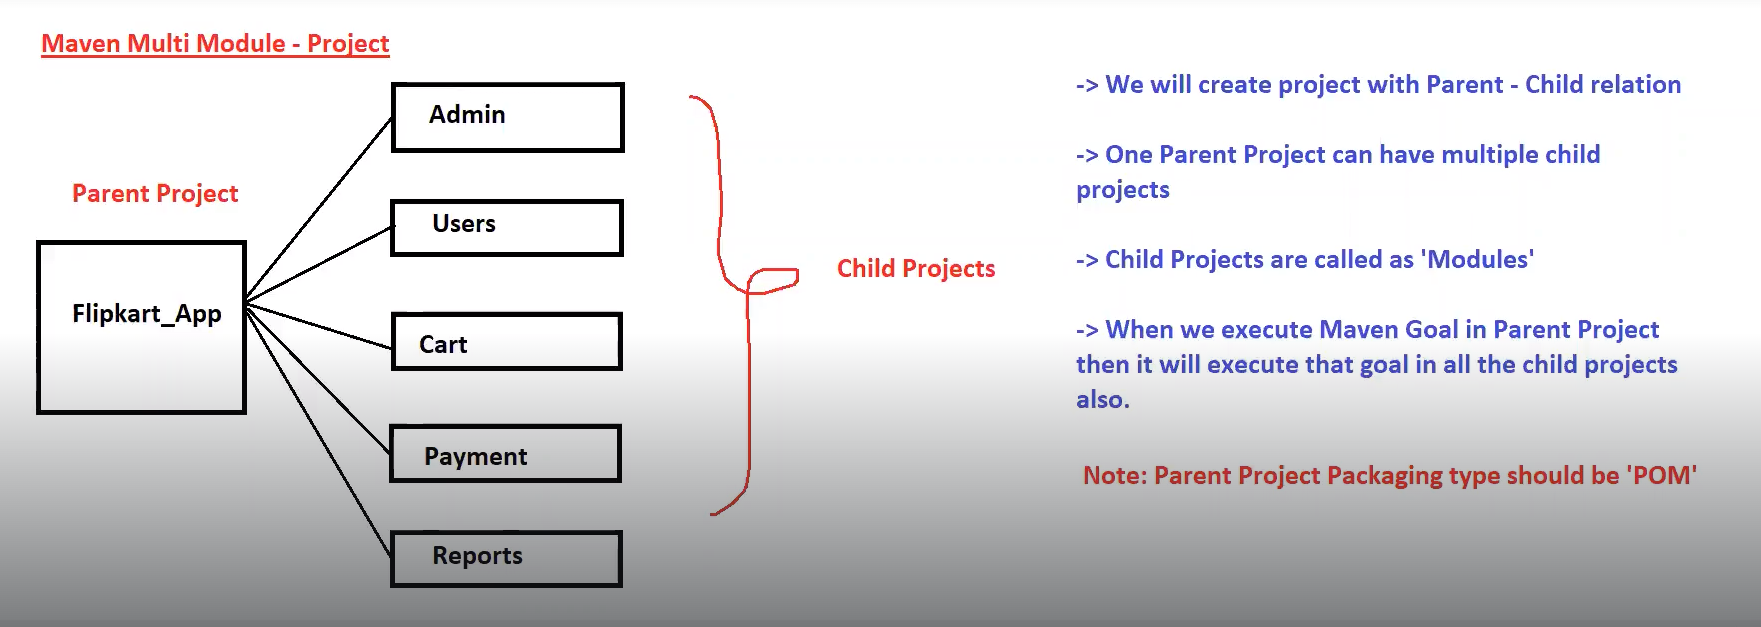 Maven Multi Module - Project
Admin
Parent Project
Users
Flipkart_App
Cart
Payment
Reports
Child Projects
-> We will create project with Parent - Child relation
-> One Parent Project can have multiple child
projects
-> Child Projects are called as 'Modules'
-> When we execute Maven Goal in Parent Project
then it will execute that goal in all the child projects
also.
Note: Parent Project Packaging type should be 'POM'